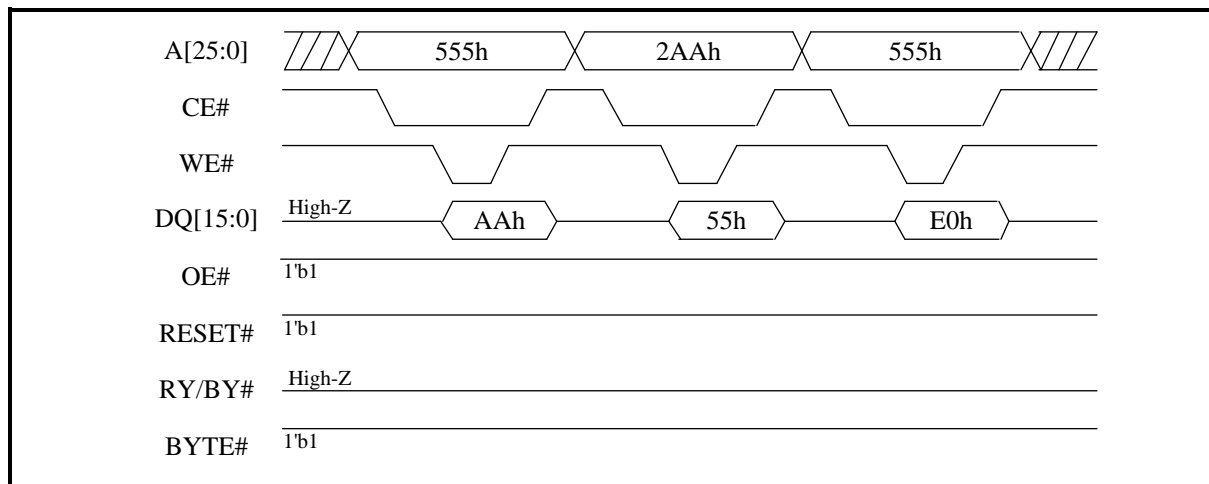 A[25:0] 555h 2AAh 555h
CE#
WE#
DQ[15:0] High-Z AAh 55h E0h
OE# 1'b1
RESET# 1'b1
RY/BY# High-Z
BYTE# 1'b1